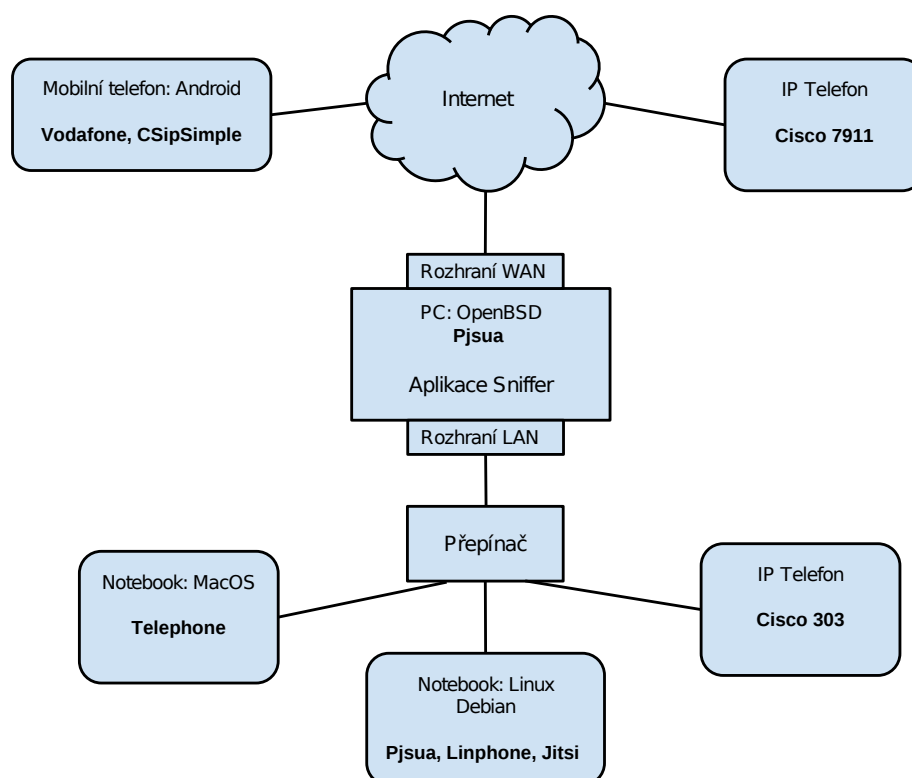 Mobilní telefon: Android
Vodafone, CSipSimple
Internet
IP Telefon
Cisco 7911
Rozhraní WAN
PC: OpenBSD
Pjsua
Aplikace Sniffer
Rozhraní LAN
Přepínač
Notebook: MacOS
Telephone
Notebook: Linux
Debian
Pjsua, Linphone, Jitsi
IP Telefon
Cisco 303